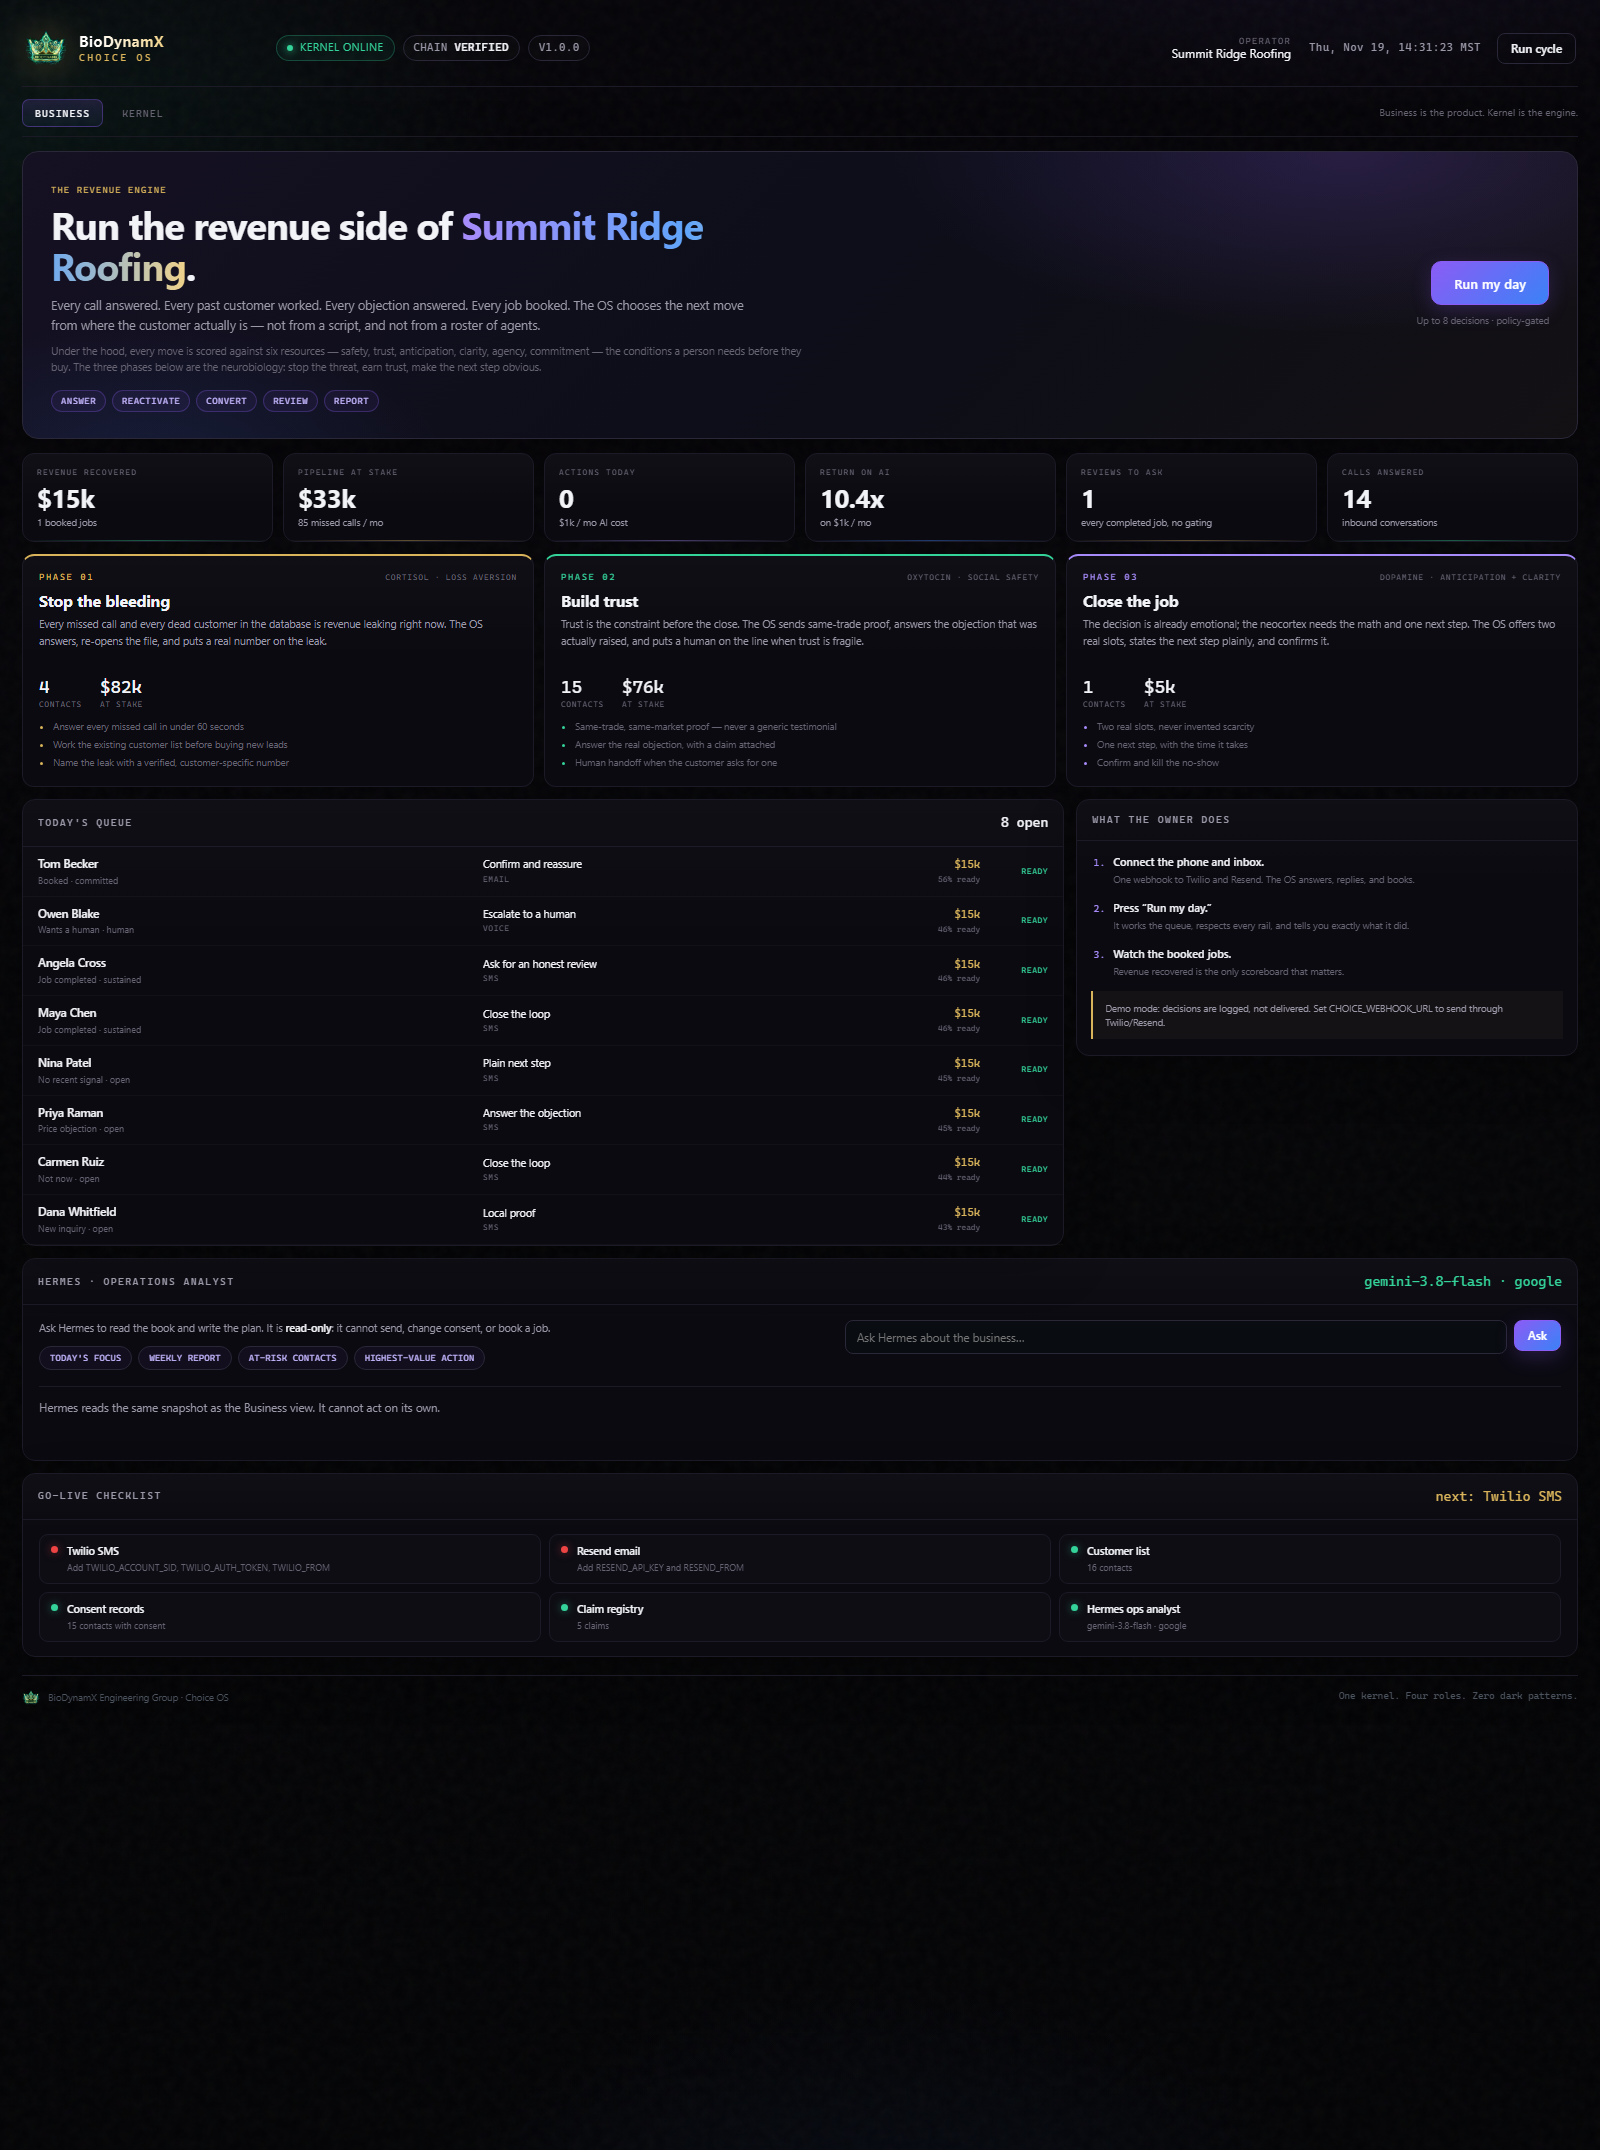 BioDynamX
CHOICE OS
KERNEL ONLINE
CHAIN VERIFIED
V1.0.0
OPERATOR
Summit Ridge Roofing
Thu, Nov 19, 14:31:23 MST
Run cycle
BUSINESS
KERNEL
Business is the product. Kernel is the engine.
THE REVENUE ENGINE
Run the revenue side of Summit Ridge
Roofing.
Every call answered. Every past customer worked. Every objection answered. Every job booked. The OS chooses the next move
from where the customer actually is — not from a script, and not from a roster of agents.
Under the hood, every move is scored against six resources — safety, trust, anticipation, clarity, agency, commitment — the conditions a person needs before they
buy. The three phases below are the neurobiology: stop the threat, earn trust, make the next step obvious.
ANSWER
REACTIVATE
CONVERT
REVIEW
REPORT
Run my day
Up to 8 decisions · policy-gated
REVENUE RECOVERED
$15k
1 booked jobs
PIPELINE AT STAKE
$33k
85 missed calls / mo
ACTIONS TODAY
0
$1k / mo AI cost
RETURN ON AI
10.4x
on $1k / mo
REVIEWS TO ASK
1
every completed job, no gating
CALLS ANSWERED
14
inbound conversations
PHASE 01
CORTISOL · LOSS AVERSION
Stop the bleeding
Every missed call and every dead customer in the database is revenue leaking right now. The OS
answers, re-opens the file, and puts a real number on the leak.
4
CONTACTS
$82k
AT STAKE
• Answer every missed call in under 60 seconds
• Work the existing customer list before buying new leads
• Name the leak with a verified, customer-specific number
PHASE 02
OXYTOCIN · SOCIAL SAFETY
Build trust
Trust is the constraint before the close. The OS sends same-trade proof, answers the objection that was
actually raised, and puts a human on the line when trust is fragile.
15
CONTACTS
$76k
AT STAKE
• Same-trade, same-market proof — never a generic testimonial
• Answer the real objection, with a claim attached
• Human handoff when the customer asks for one
PHASE 03
DOPAMINE · ANTICIPATION + CLARITY
Close the job
The decision is already emotional; the neocortex needs the math and one next step. The OS offers two
real slots, states the next step plainly, and confirms it.
1
CONTACTS
$5k
AT STAKE
• Two real slots, never invented scarcity
• One next step, with the time it takes
• Confirm and kill the no-show
TODAY'S QUEUE
8 open
Tom Becker
Booked · committed
Confirm and reassure
EMAIL
$15k
56% ready
READY
Owen Blake
Wants a human · human
Escalate to a human
VOICE
$15k
46% ready
READY
Angela Cross
Job completed · sustained
Ask for an honest review
SMS
$15k
46% ready
READY
Maya Chen
Job completed · sustained
Close the loop
SMS
$15k
46% ready
READY
Nina Patel
No recent signal · open
Plain next step
SMS
$15k
45% ready
READY
Priya Raman
Price objection · open
Answer the objection
SMS
$15k
45% ready
READY
Carmen Ruiz
Not now · open
Close the loop
SMS
$15k
44% ready
READY
Dana Whitfield
New inquiry · open
Local proof
SMS
$15k
43% ready
READY
WHAT THE OWNER DOES
1. Connect the phone and inbox.
One webhook to Twilio and Resend. The OS answers, replies, and books.
2. Press “Run my day.”
It works the queue, respects every rail, and tells you exactly what it did.
3. Watch the booked jobs.
Revenue recovered is the only scoreboard that matters.
Demo mode: decisions are logged, not delivered. Set CHOICE_WEBHOOK_URL to send through
Twilio/Resend.
HERMES · OPERATIONS ANALYST
gemini-3.8-flash · google
Ask Hermes to read the book and write the plan. It is read-only: it cannot send, change consent, or book a job.
TODAY'S FOCUS
WEEKLY REPORT
AT-RISK CONTACTS
HIGHEST-VALUE ACTION
Ask Hermes about the business...
Ask
Hermes reads the same snapshot as the Business view. It cannot act on its own.
GO-LIVE CHECKLIST
next: Twilio SMS
Twilio SMS
Add TWILIO_ACCOUNT_SID, TWILIO_AUTH_TOKEN, TWILIO_FROM
Resend email
Add RESEND_API_KEY and RESEND_FROM
Customer list
16 contacts
Consent records
15 contacts with consent
Claim registry
5 claims
Hermes ops analyst
gemini-3.8-flash · google
BioDynamX Engineering Group · Choice OS
One kernel. Four roles. Zero dark patterns.